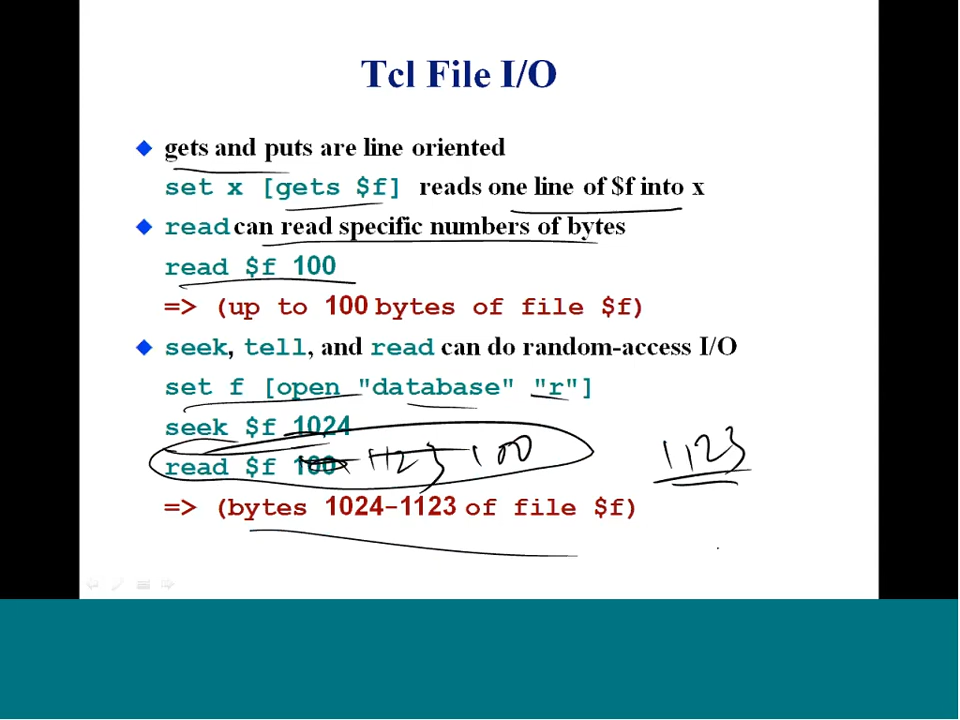 Tcl File I/O
gets and puts are line oriented
set x [gets $f] reads one line of $f into x
read can read specific numbers of bytes
read $f 100
=> (up to 100 bytes of file $f)
seek, tell, and read can do random-access I/O
set f [open "database" "r"]
seek $f 1024
read $f 100 1123 100 1123
=> (bytes 1024-1123 of file $f)